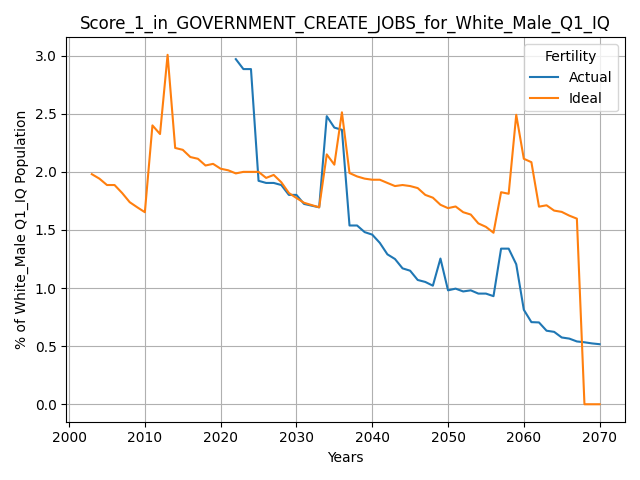 Score_1_in_GOVERNMENT_CREATE_JOBS_for_White_Male_Q1_IQ
Fertility
Actual
Ideal
% of White_Male Q1_IQ Population
3.0
2.5
2.0
1.5
1.0
0.5
0.0
2000 2010 2020 2030 2040 2050 2060 2070
Years